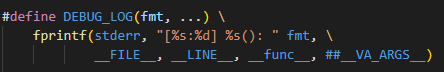 #define DEBUG_LOG(fmt, ...) \
    fprintf(stderr, "[%s:%d] %s(): " fmt, \
            __FILE__, __LINE__, __func__, ##__VA_ARGS__)